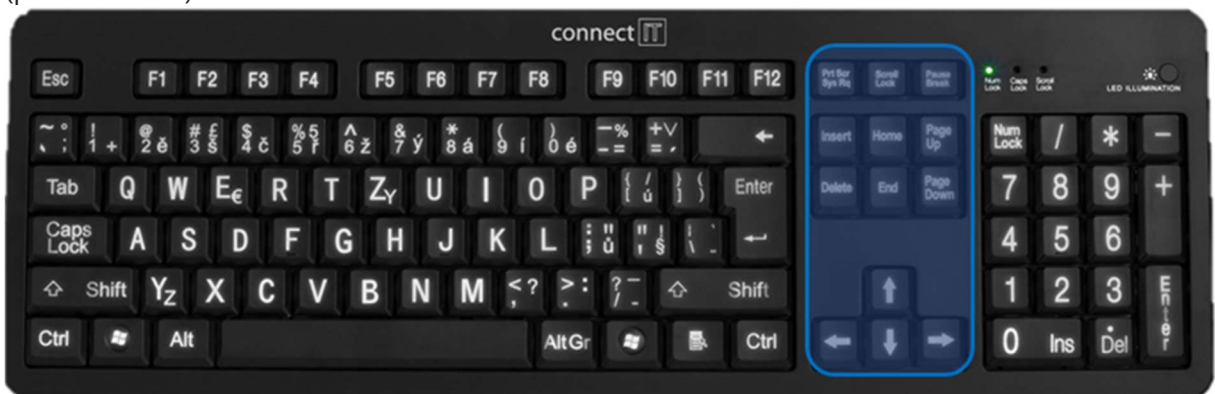 connect IT
Esc F1 F2 F3 F4 F5 F6 F7 F8 F9 F10 F11 F12 Prt Scr Sys Rq Scroll Lock Pause Break Num Lock Caps Lock Scroll Lock LED ILLUMINATION
~ ° ` ; ! 1 + @ 2 ě # £ 3 § $ 4 č % 5 5 ř ^ 6 ž & 7 ý * 8 á ( 9 í ) 0 é — % - = + = Insert Home Page Up Num Lock / * -
Tab Q W E € R T Z Y U I O P { / [ ú } ( ] ) Enter Delete End Page Down 7 8 9 +
Caps Lock A S D F G H J K L : " ; ů " ! ' § | \ 4 5 6
Shift Y Z X C V B N M < ? , > : . ? _ / - Shift 1 2 3 Enter
Ctrl Alt Alt Gr Ctrl 0 Ins Del